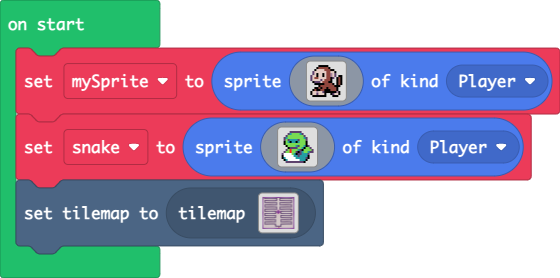 on start
set mySprite to sprite of kind Player
set snake to sprite of kind Player
set tilemap to tilemap